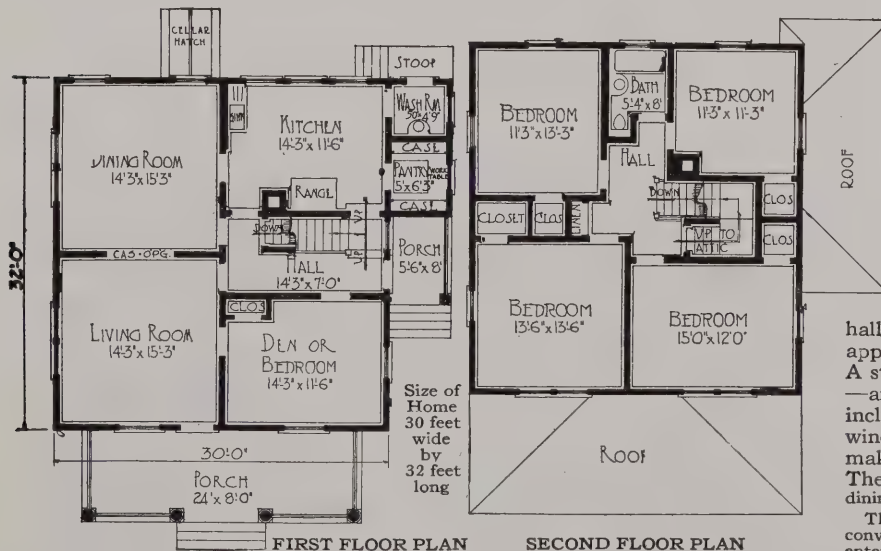 CELLAR
HATCH
STOOP
WASH RM
DINING ROOM
14'3"x15'3"
SINK
KITCHEN
14'3"x11'6"
CASE
PANTRY
5'x6'3"
WORK
TABLE
CASE
RANGE
DOWN
UP
UP
HALL
14'3"x7'0"
PORCH
5'6"x8'
CAS·OPG.
32'0"
LIVING ROOM
14'3"x15'3"
CLOS
DEN OR
BEDROOM
14'3"x11'6"
30'0"
PORCH
24'x8'0"
Size of
Home
30 feet
wide
by
32 feet
long
FIRST FLOOR PLAN
BEDROOM
11'3"x13'3"
BATH
5'4"x8'
BEDROOM
11'3"x11'3"
HALL
DOWN
CLOSET
CLOS
LINEN
CLOS
UP TO
ATTIC
CLOS
BEDROOM
13'6"x13'6"
BEDROOM
15'0"x12'0"
ROOF
ROOF
SECOND FLOOR PLAN
hall
app
A st
—an
incl
wind
mak
The
dinin
Th
conv